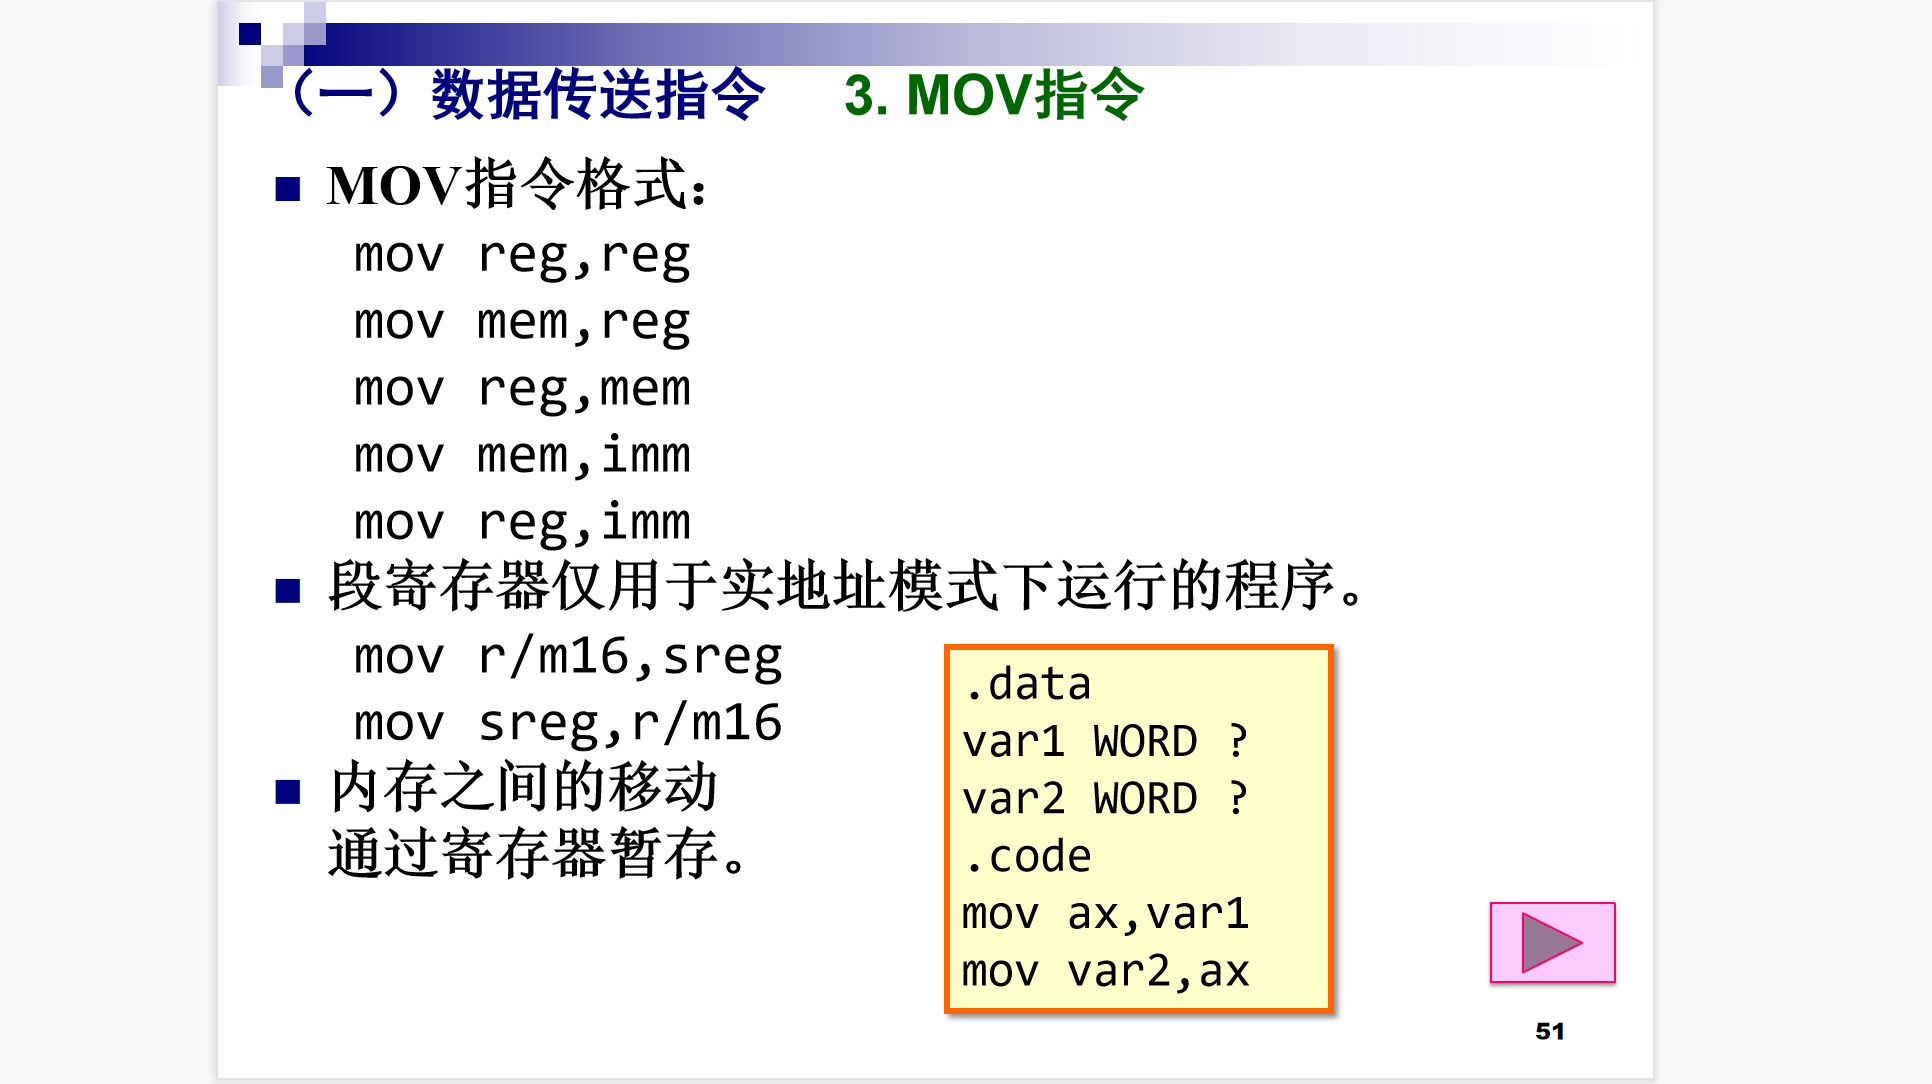 （一）数据传送指令 3. MOV指令
MOV指令格式：
mov reg,reg
mov mem,reg
mov reg,mem
mov mem,imm
mov reg,imm
段寄存器仅用于实地址模式下运行的程序。
mov r/m16,sreg
mov sreg,r/m16
内存之间的移动
通过寄存器暂存。
.data
var1 WORD ?
var2 WORD ?
.code
mov ax,var1
mov var2,ax
51